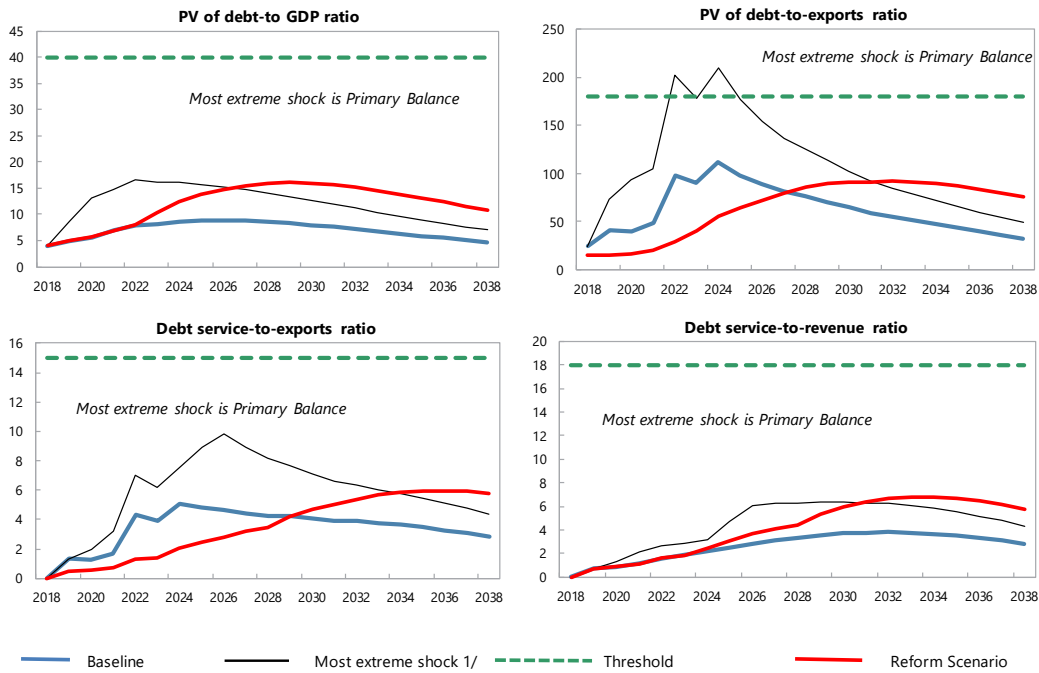 PV of debt-to GDP ratio
45
40
35
30
25
20
15
10
5
0
Most extreme shock is Primary Balance
2018 2020 2022 2024 2026 2028 2030 2032 2034 2036 2038
PV of debt-to-exports ratio
250
200
150
100
50
0
Most extreme shock is Primary Balance
2018 2020 2022 2024 2026 2028 2030 2032 2034 2036 2038
Debt service-to-exports ratio
16
14
12
10
8
6
4
2
0
Most extreme shock is Primary Balance
2018 2020 2022 2024 2026 2028 2030 2032 2034 2036 2038
Debt service-to-revenue ratio
20
18
16
14
12
10
8
6
4
2
0
Most extreme shock is Primary Balance
2018 2020 2022 2024 2026 2028 2030 2032 2034 2036 2038
Baseline Most extreme shock 1/ Threshold Reform Scenario